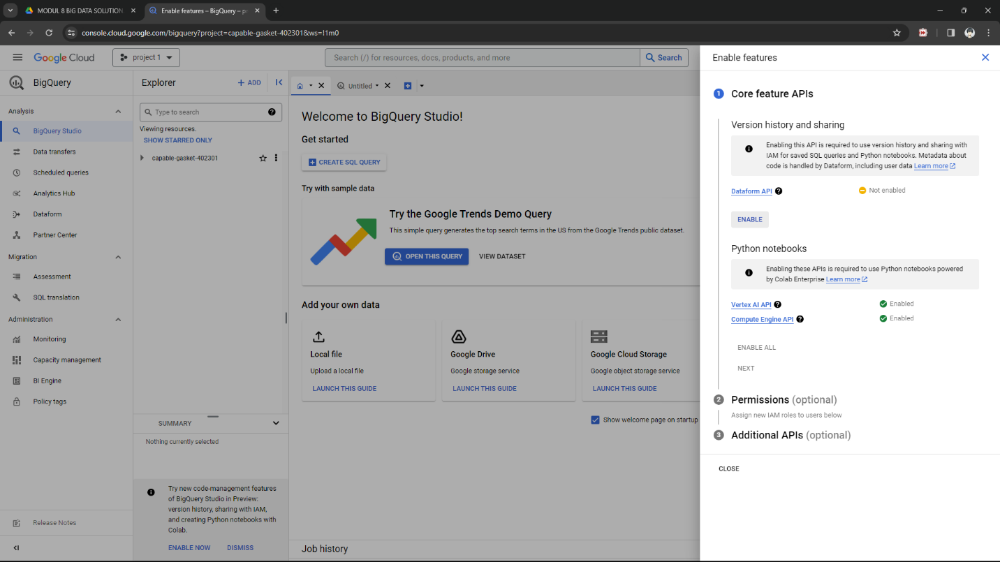 MODUL 8 BIG DATA SOLUTION
Enable features – BigQuery – pr
console.cloud.google.com/bigquery?project=capable-gasket-402301&ws=!1m0
Google Cloud
project 1
Search (/) for resources, docs, products, and more
Search
BigQuery
Analysis
BigQuery Studio
Data transfers
Scheduled queries
Analytics Hub
Dataform
Partner Center
Migration
Assessment
SQL translation
Administration
Monitoring
Capacity management
BI Engine
Policy tags
Release Notes
Explorer
+ ADD
Type to search
Viewing resources.
SHOW STARRED ONLY
capable-gasket-402301
SUMMARY
Nothing currently selected
Try new code-management features
of BigQuery Studio in Preview:
version history, sharing with IAM,
and creating Python notebooks with
Colab.
ENABLE NOW
DISMISS
Untitled
Welcome to BigQuery Studio!
Get started
CREATE SQL QUERY
Try with sample data
Try the Google Trends Demo Query
This simple query generates the top search terms in the US from the Google Trends public dataset.
OPEN THIS QUERY
VIEW DATASET
Add your own data
Local file
Upload a local file
LAUNCH THIS GUIDE
Google Drive
Google storage service
LAUNCH THIS GUIDE
Google Cloud Storage
Google object storage service
LAUNCH THIS GUIDE
Show welcome page on startup
Job history
Enable features
1 Core feature APIs
Version history and sharing
Enabling this API is required to use version history and sharing with
IAM for saved SQL queries and Python notebooks. Metadata about
code is handled by Dataform, including user data Learn more
Dataform API
Not enabled
ENABLE
Python notebooks
Enabling these APIs is required to use Python notebooks powered
by Colab Enterprise Learn more
Vertex AI API
Enabled
Compute Engine API
Enabled
ENABLE ALL
NEXT
2 Permissions (optional)
Assign new IAM roles to users below
3 Additional APIs (optional)
CLOSE